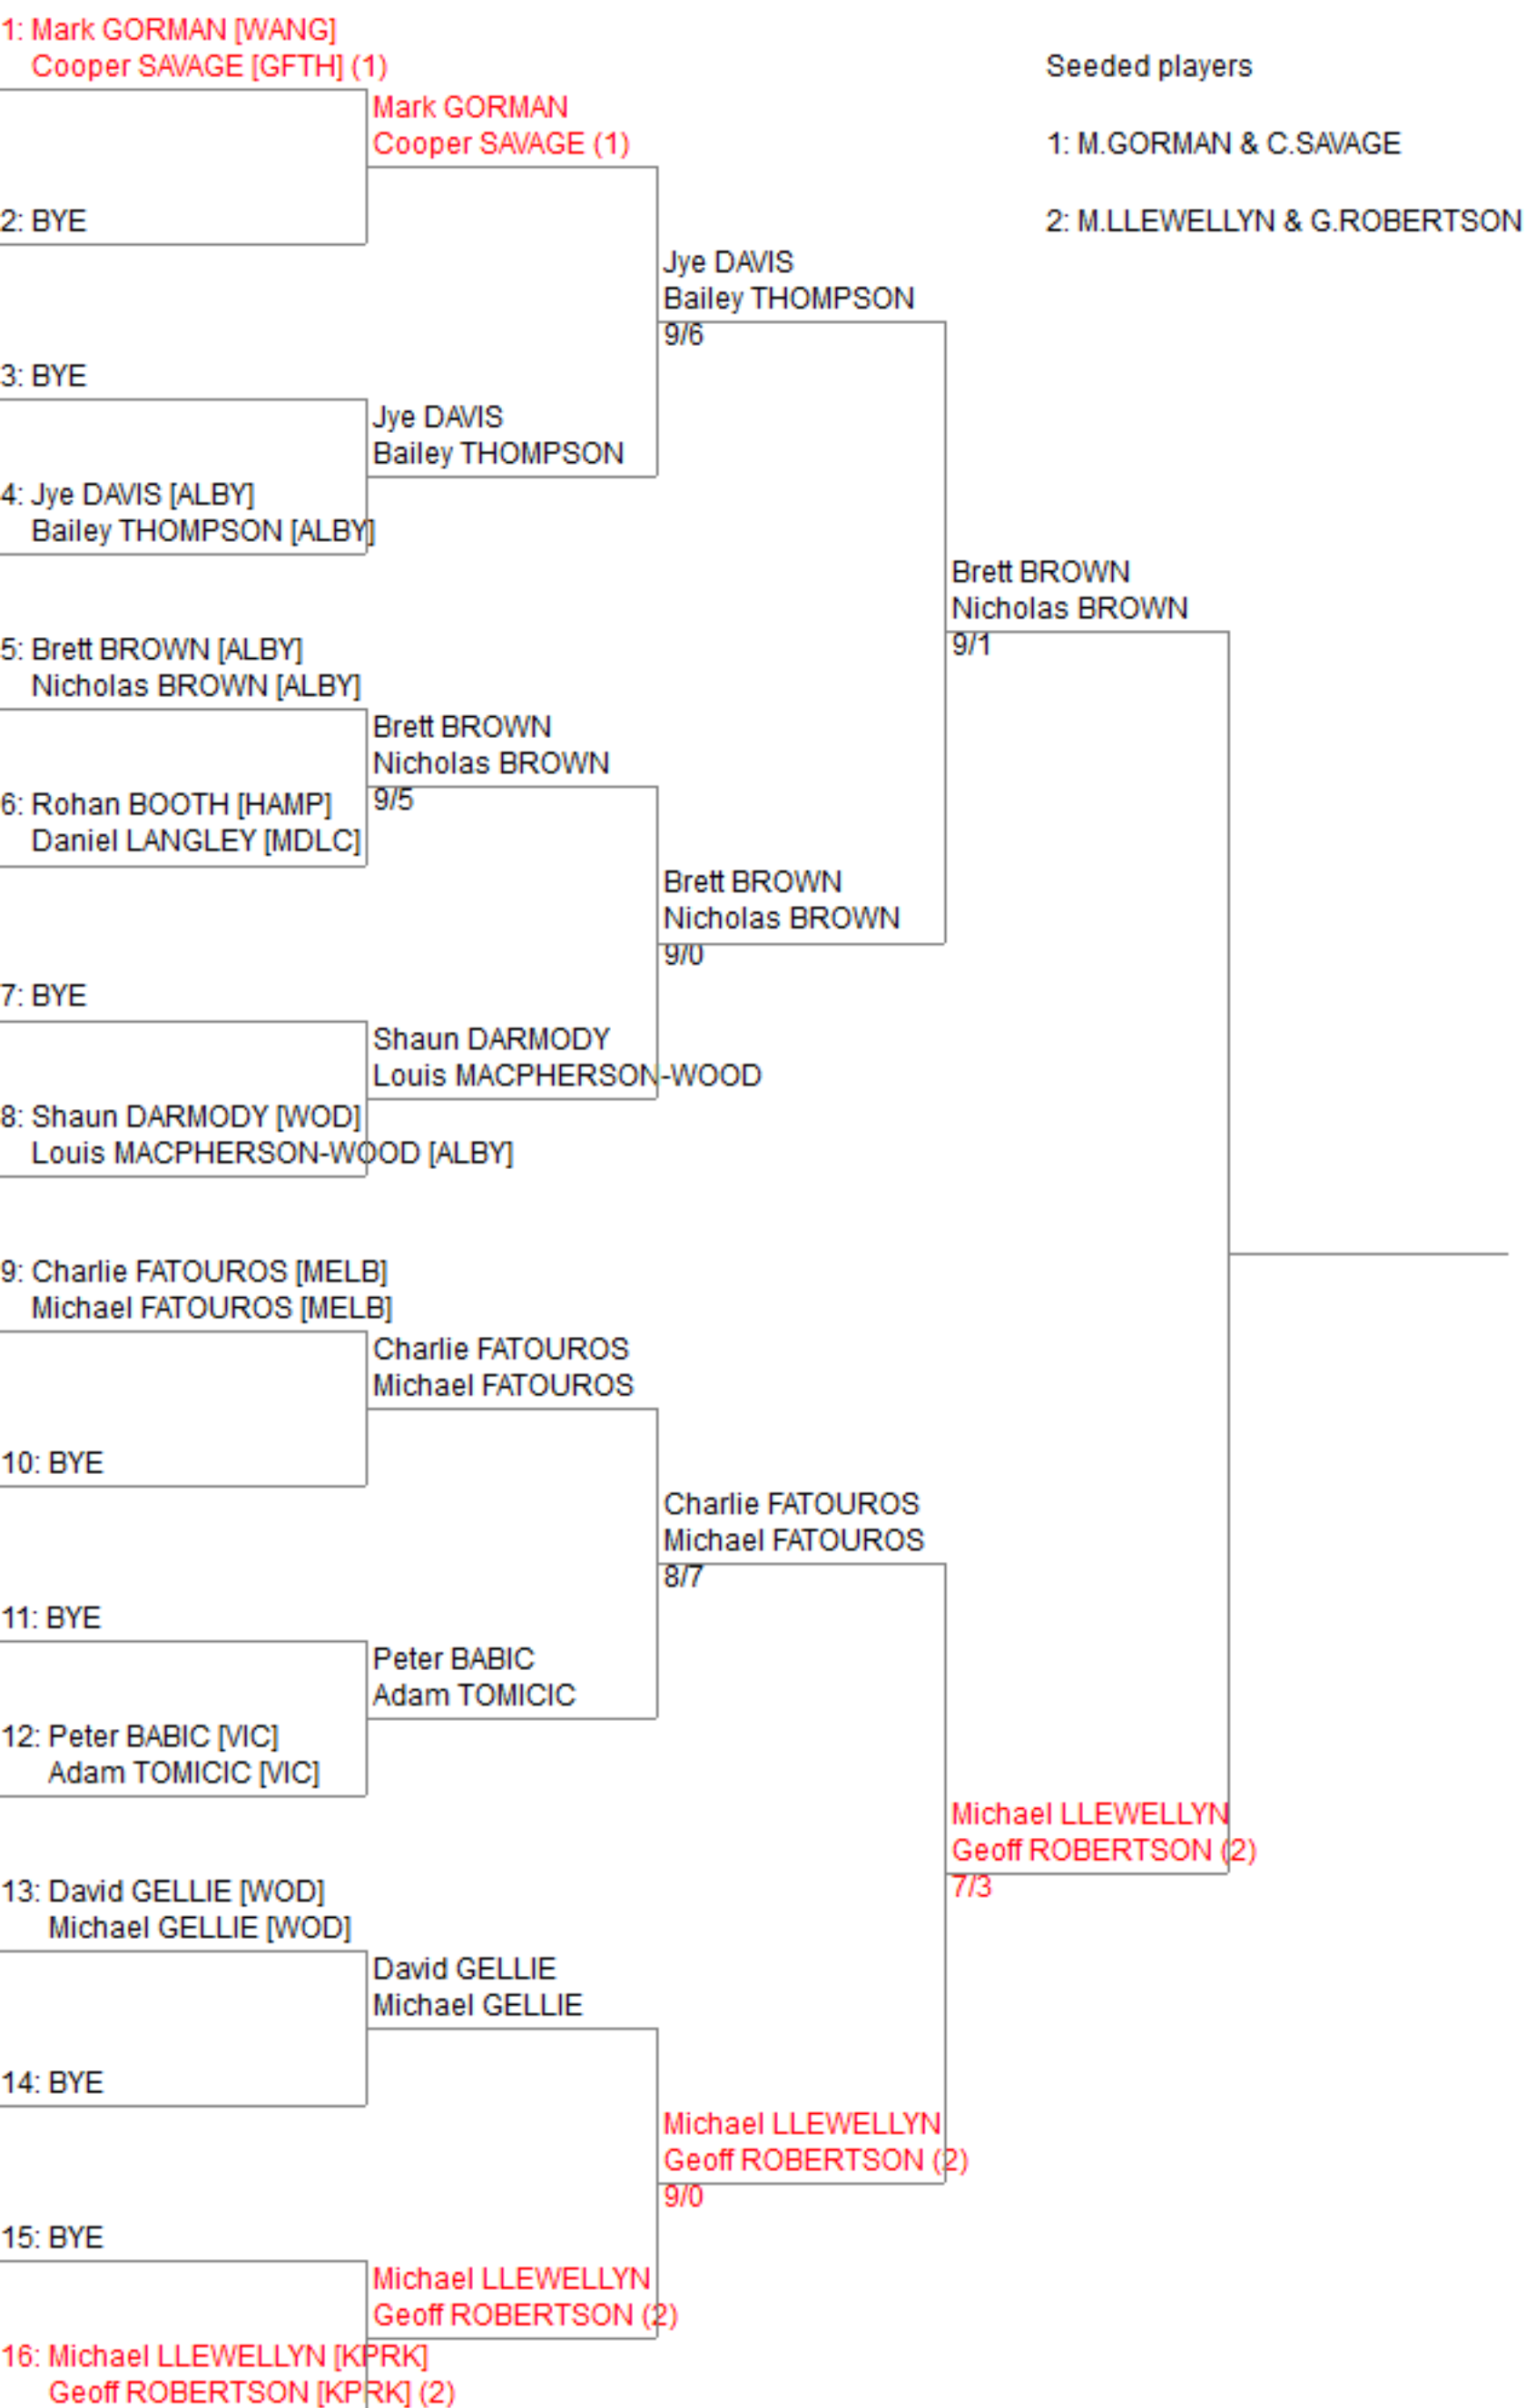 1: Mark GORMAN [WANG]
Cooper SAVAGE [GFTH] (1)
2: BYE
3: BYE
4: Jye DAVIS [ALBY]
Bailey THOMPSON [ALBY]
5: Brett BROWN [ALBY]
Nicholas BROWN [ALBY]
6: Rohan BOOTH [HAMP]
Daniel LANGLEY [MDLC]
7: BYE
8: Shaun DARMODY [WOD]
Louis MACPHERSON-WOOD [ALBY]
9: Charlie FATOUROS [MELB]
Michael FATOUROS [MELB]
10: BYE
11: BYE
12: Peter BABIC [VIC]
Adam TOMICIC [VIC]
13: David GELLIE [WOD]
Michael GELLIE [WOD]
14: BYE
15: BYE
16: Michael LLEWELLYN [KPRK]
Geoff ROBERTSON [KPRK] (2)
Mark GORMAN
Cooper SAVAGE (1)
Jye DAVIS
Bailey THOMPSON
Brett BROWN
Nicholas BROWN
9/5
Shaun DARMODY
Louis MACPHERSON-WOOD
Charlie FATOUROS
Michael FATOUROS
Peter BABIC
Adam TOMICIC
David GELLIE
Michael GELLIE
Michael LLEWELLYN
Geoff ROBERTSON (2)
Jye DAVIS
Bailey THOMPSON
9/6
Brett BROWN
Nicholas BROWN
9/0
Charlie FATOUROS
Michael FATOUROS
8/7
Michael LLEWELLYN
Geoff ROBERTSON (2)
9/0
Brett BROWN
Nicholas BROWN
9/1
Michael LLEWELLYN
Geoff ROBERTSON (2)
7/3
Seeded players
1: M.GORMAN & C.SAVAGE
2: M.LLEWELLYN & G.ROBERTSON